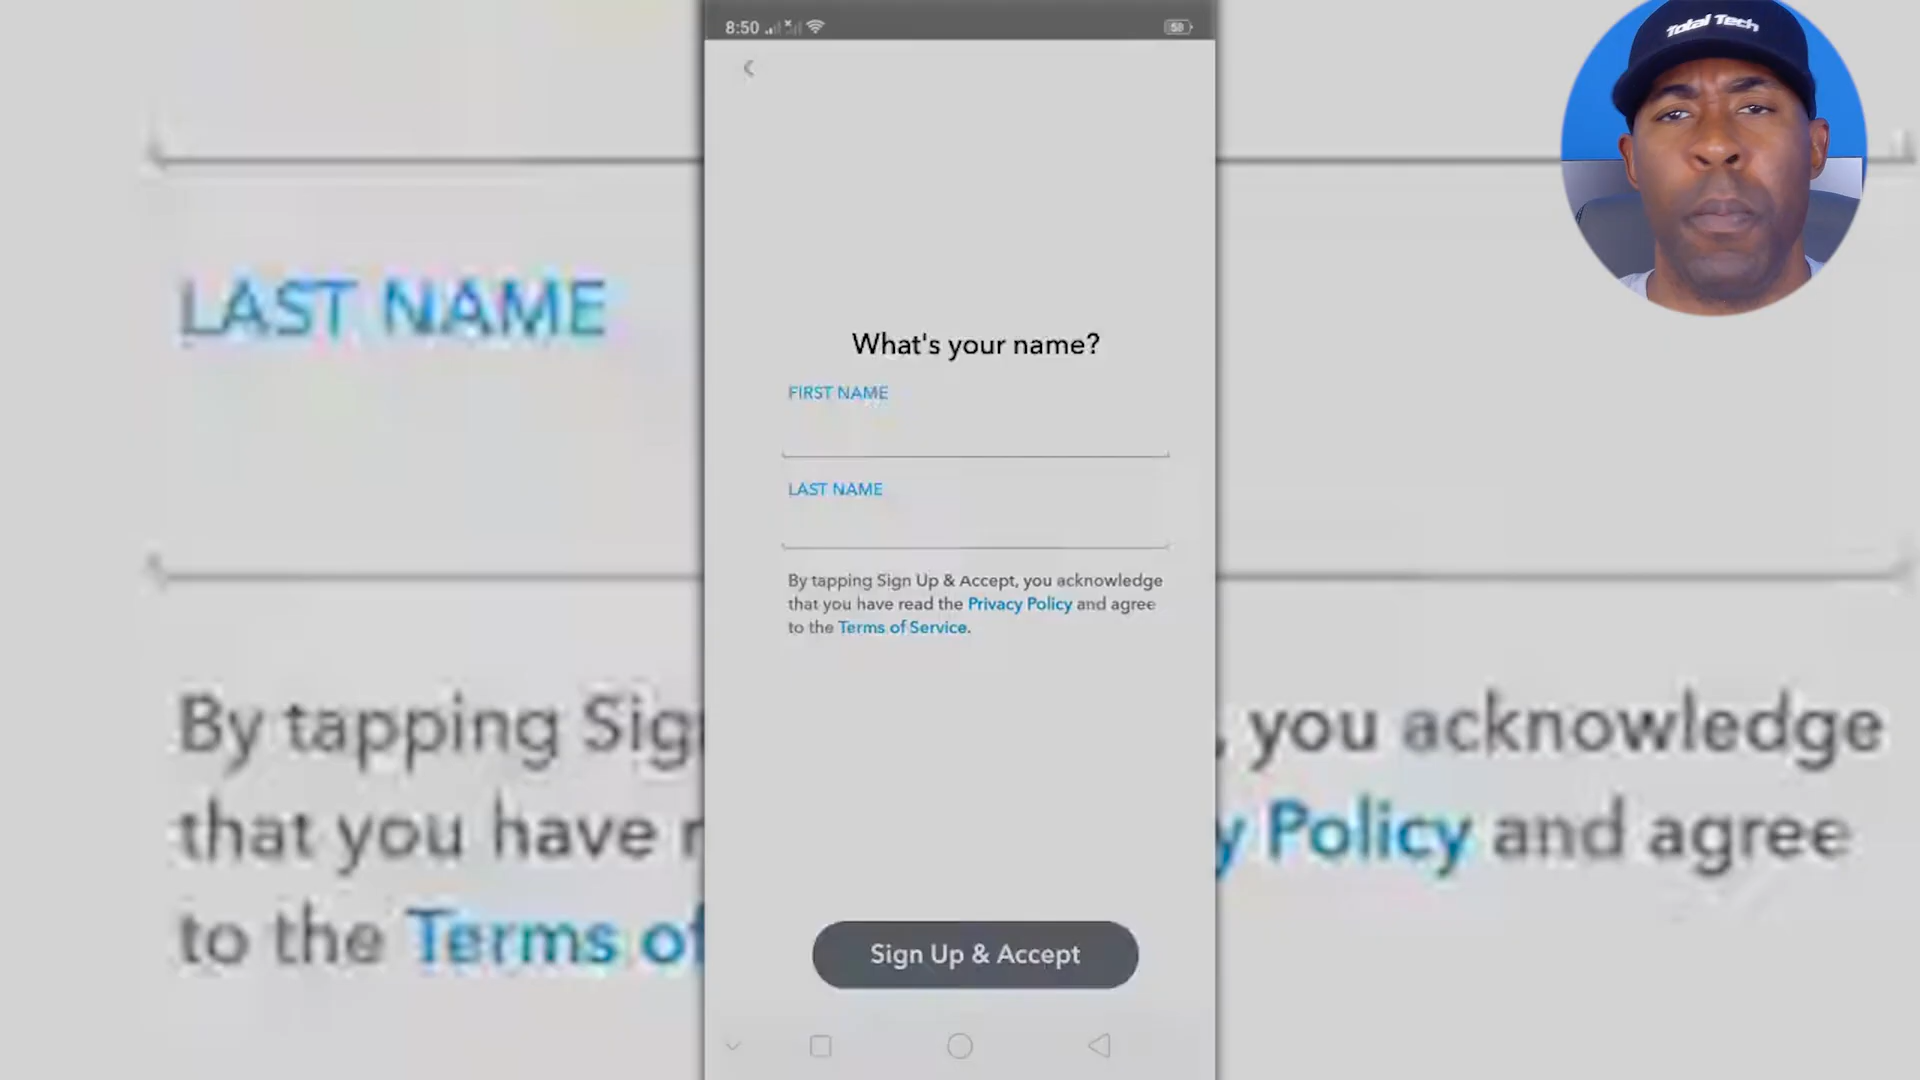 8:50
58
Total Tech
What's your name?
FIRST NAME
LAST NAME
By tapping Sign Up & Accept, you acknowledge
that you have read the Privacy Policy and agree
to the Terms of Service.
Sign Up & Accept
LAST NAME
By tapping Sig , you acknowledge
that you have r y Policy and agree
to the Terms of